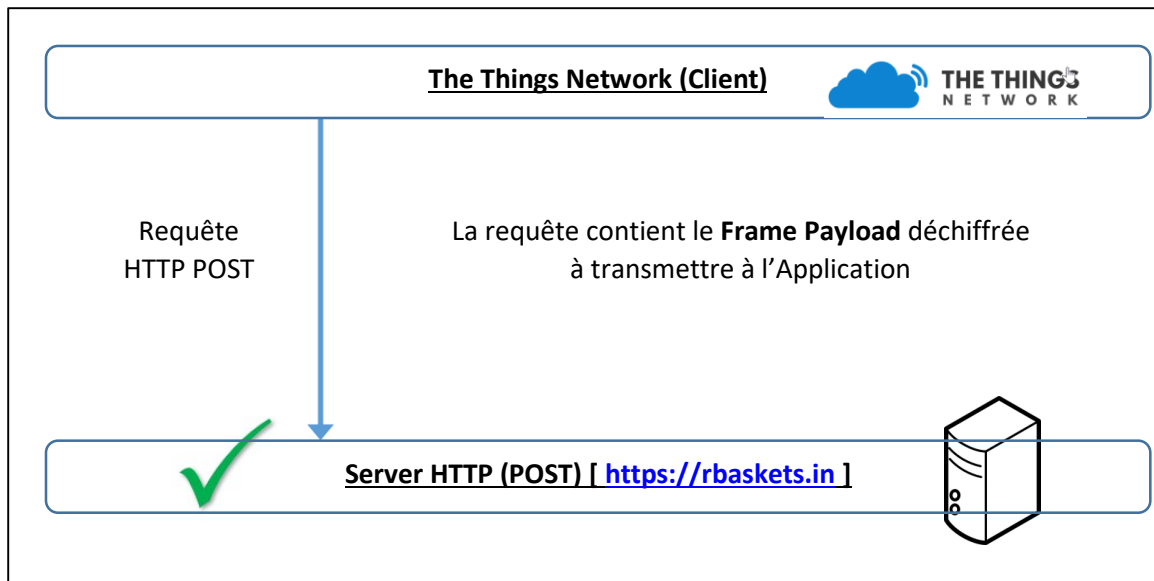 The Things Network (Client)
THE THINGS
NETWORK
Requête
HTTP POST
La requête contient le Frame Payload déchiffrée
à transmettre à l’Application
Server HTTP (POST) [ https://rbaskets.in ]